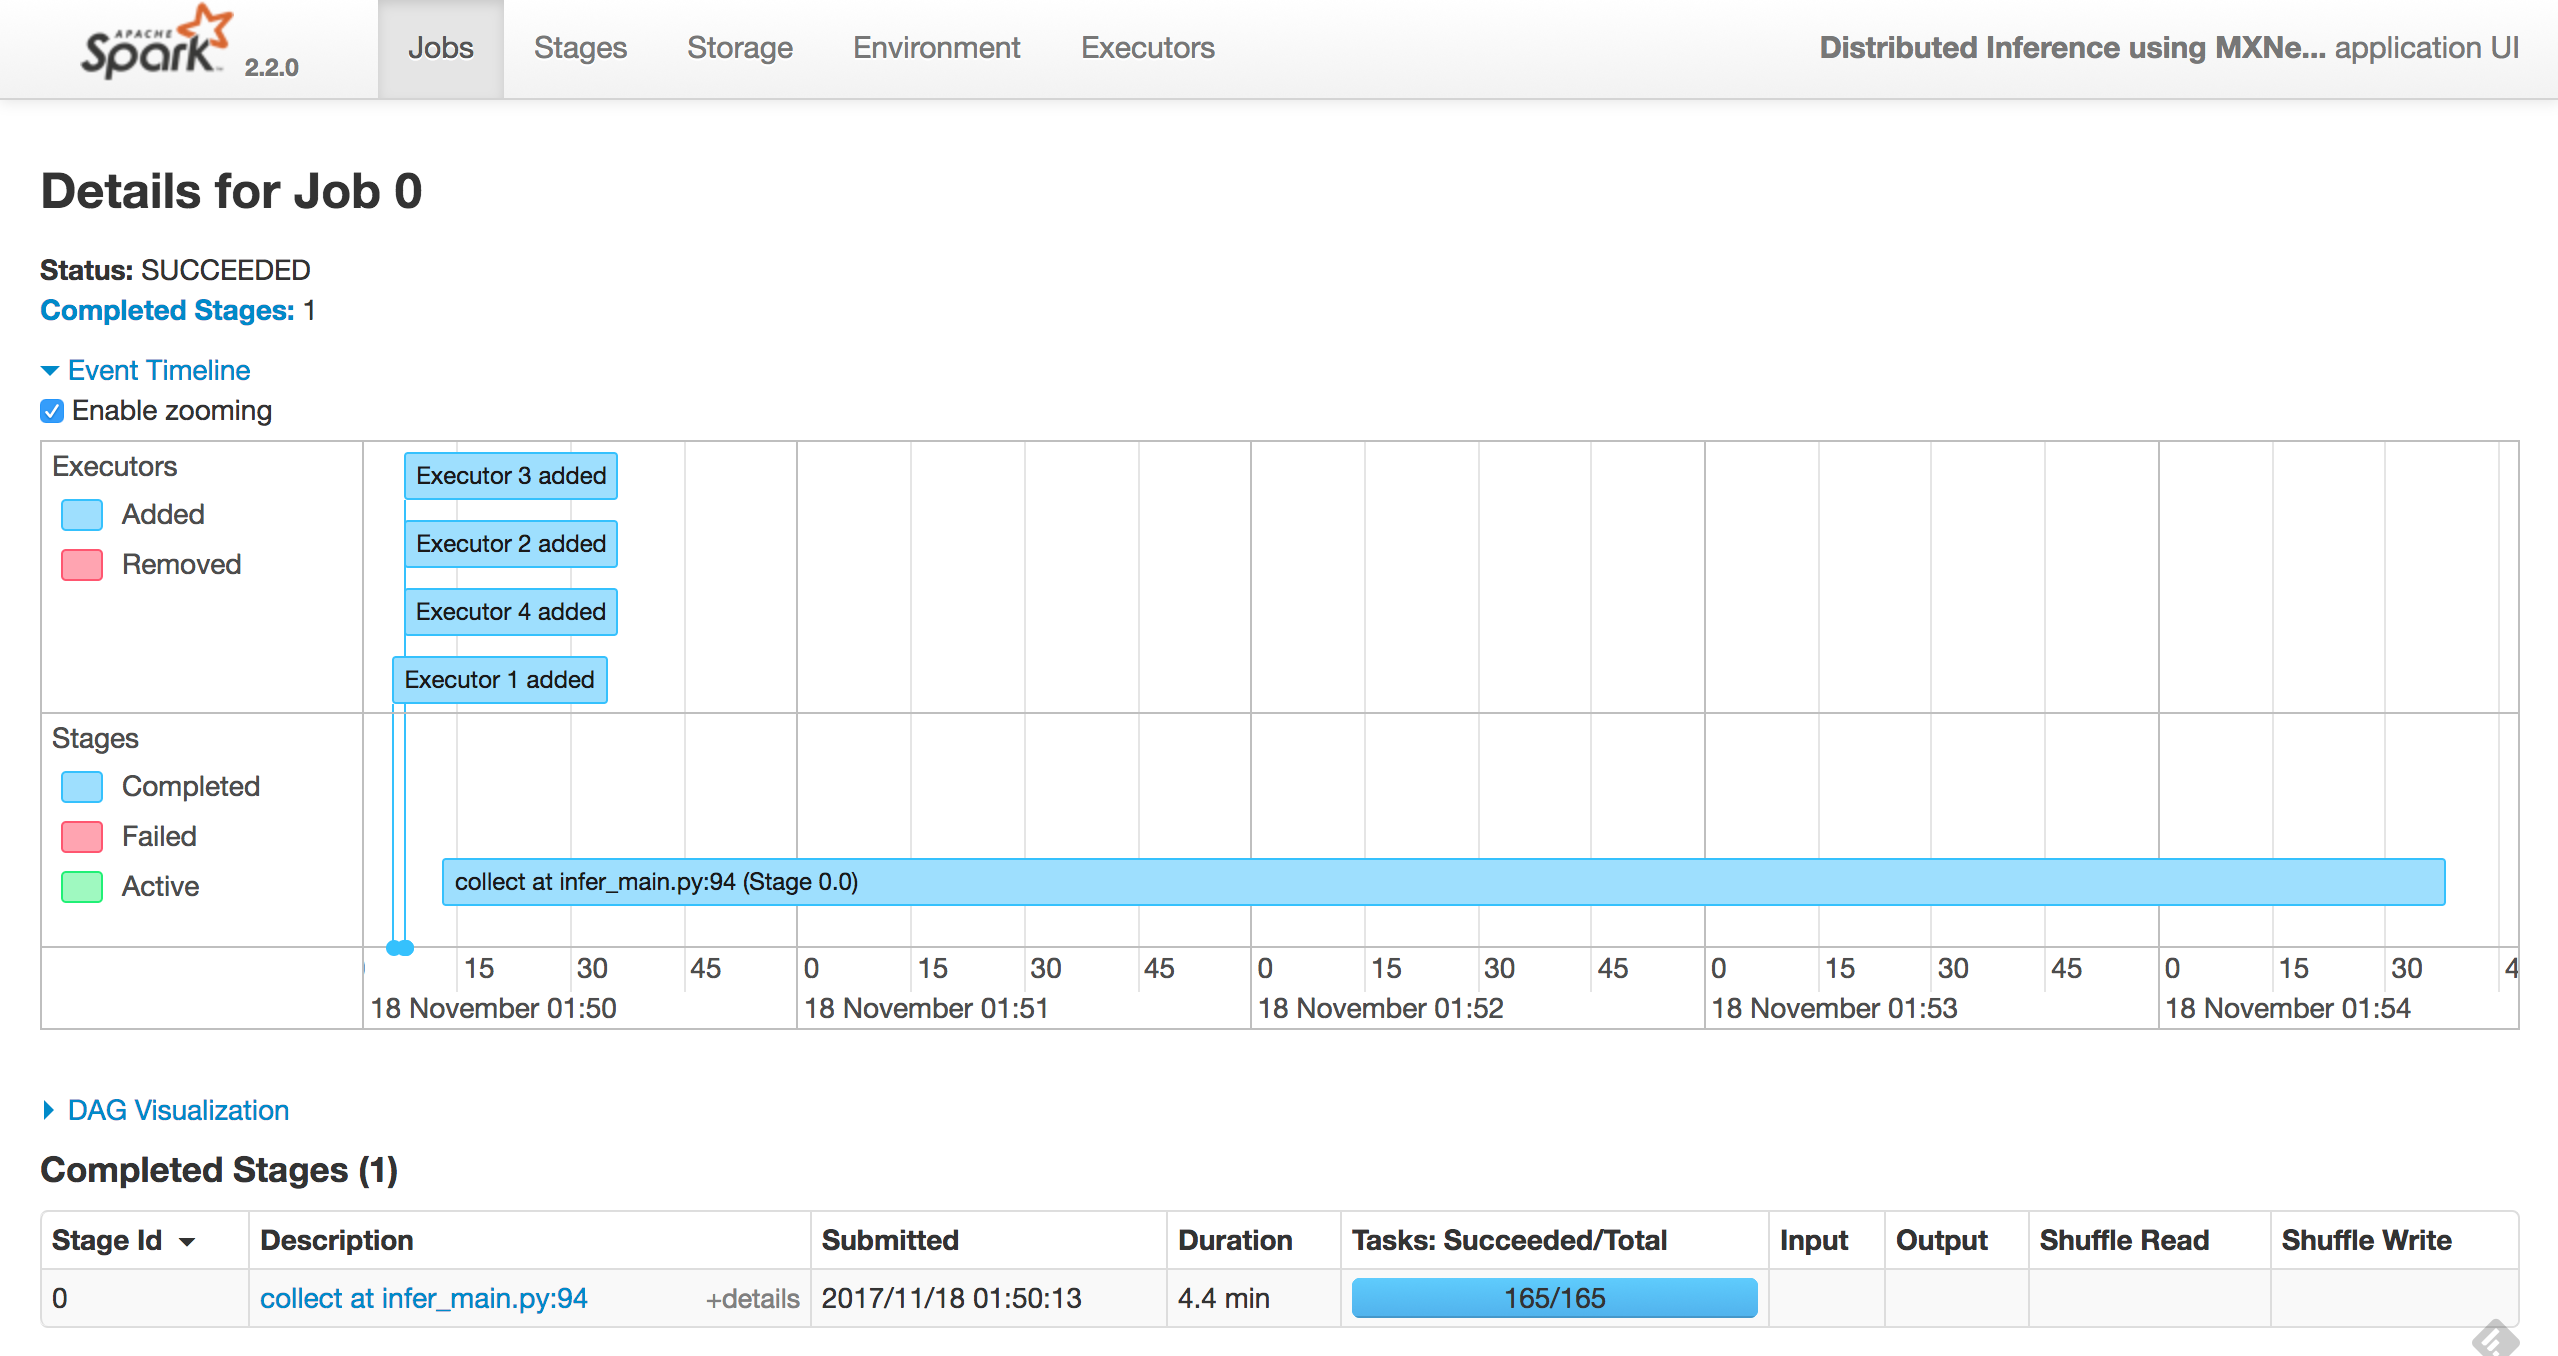 APACHE
Spark 2.2.0 Jobs Stages Storage Environment Executors Distributed Inference using MXNe... application UI
Details for Job 0
Status: SUCCEEDED
Completed Stages: 1
Event Timeline
Enable zooming
Executors
Added
Removed
Executor 3 added
Executor 2 added
Executor 4 added
Executor 1 added
Stages
Completed
Failed
Active
collect at infer_main.py:94 (Stage 0.0)
15 30 45 0 15 30 45 0 15 30 45 0 15 30 45 0 15 30 4
18 November 01:50 18 November 01:51 18 November 01:52 18 November 01:53 18 November 01:54
DAG Visualization
Completed Stages (1)
Stage Id Description Submitted Duration Tasks: Succeeded/Total Input Output Shuffle Read Shuffle Write
0 collect at infer_main.py:94 +details 2017/11/18 01:50:13 4.4 min 165/165